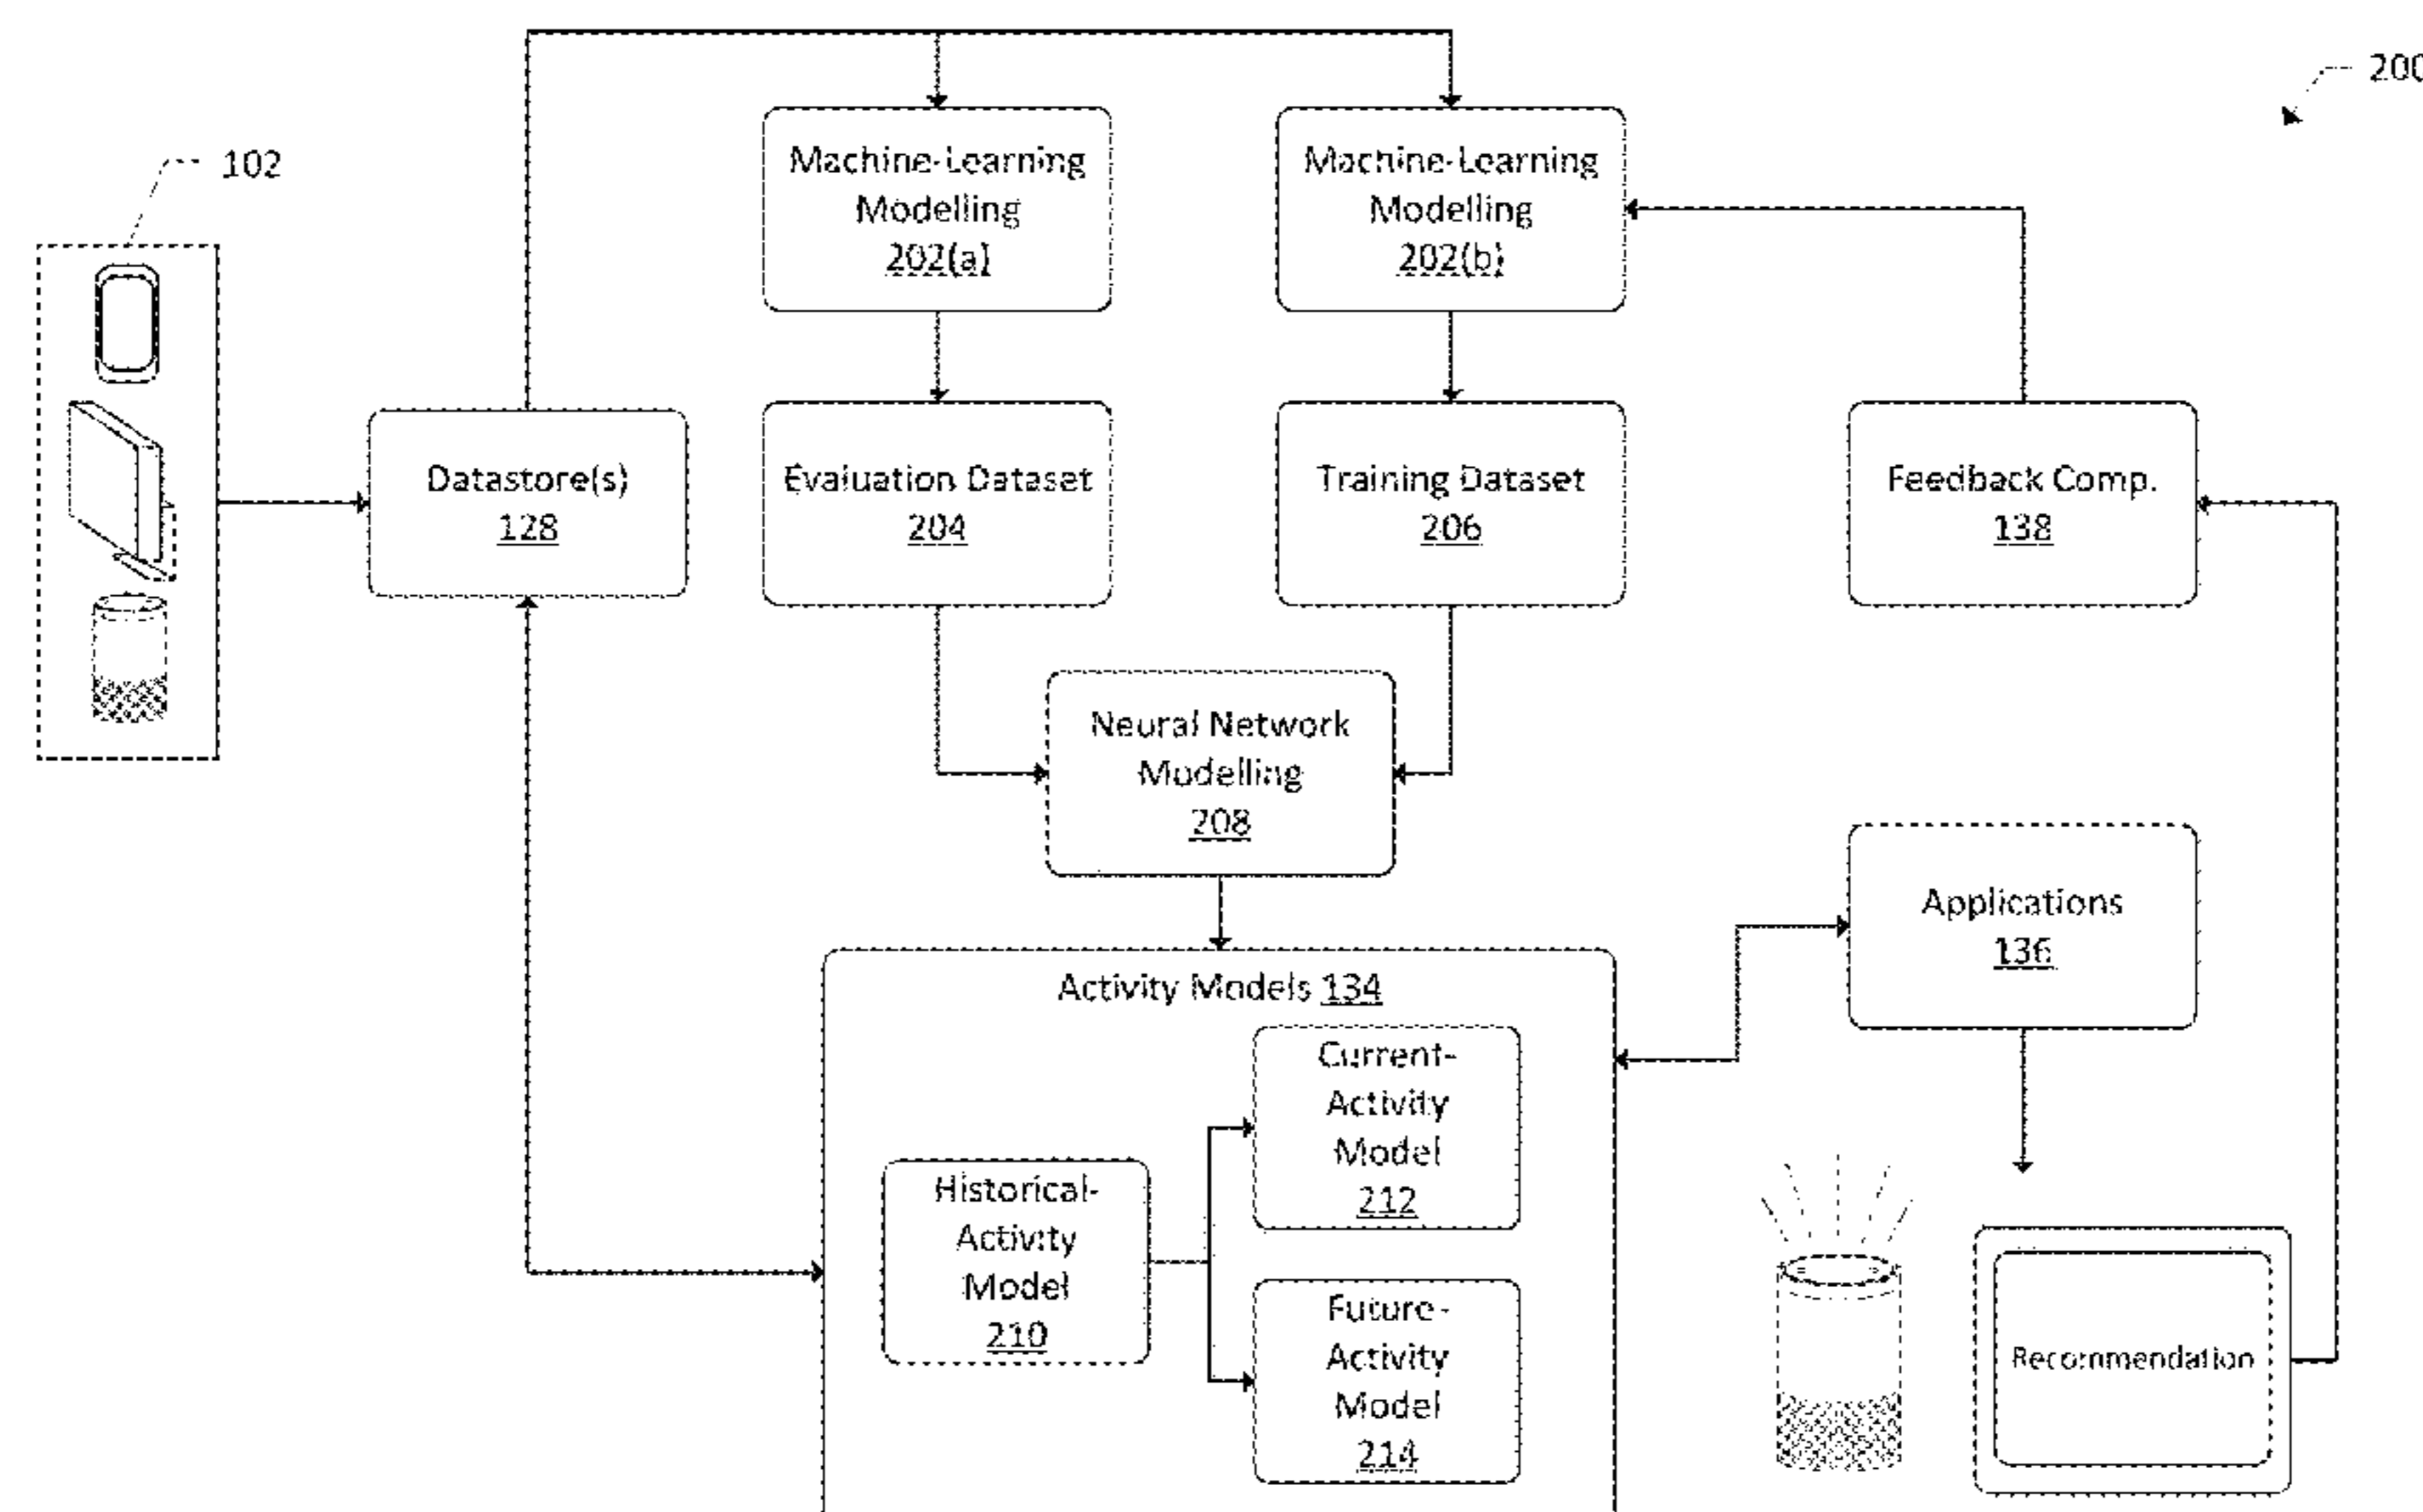 200
102
Machine-Learning
Modelling
202(a)
Machine-Learning
Modelling
202(b)
Datastore(s)
128
Evaluation Dataset
204
Training Dataset
206
Feedback Comp.
138
Neural Network
Modelling
208
Applications
136
Activity Models 134
Historical-
Activity
Model
210
Current-
Activity
Model
212
Future-
Activity
Model
214
Recommendation